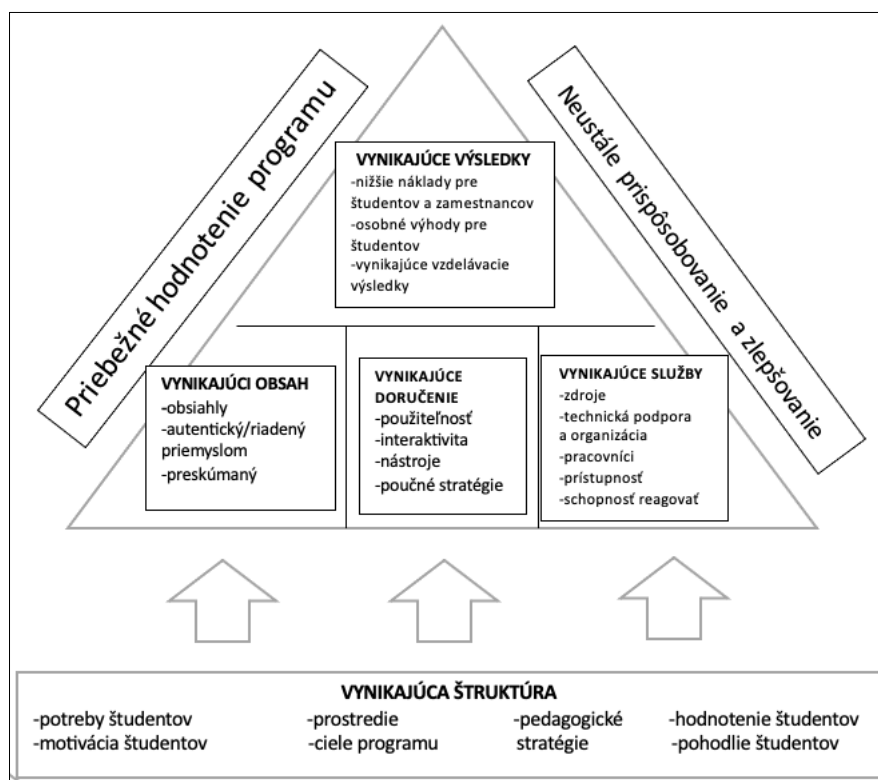 Priebežné hodnotenie programu
Neustále prispôsobovanie a zlepšovanie
VYNIKAJÚCE VÝSLEDKY
-nižšie náklady pre
študentov a zamestnancov
-osobné výhody pre
študentov
-vynikajúce vzdelávacie
výsledky
VYNIKAJÚCI OBSAH
-obsiahly
-autentický/riadený
priemyslom
-preskúmaný
VYNIKAJÚCE
DORUČENIE
-použiteľnosť
-interaktivita
-nástroje
-poučné stratégie
VYNIKAJÚCE SLUŽBY
-zdroje
-technická podpora
a organizácia
-pracovníci
-prístupnosť
-schopnosť reagovať
VYNIKAJÚCA ŠTRUKTÚRA
-potreby študentov
-motivácia študentov
-prostredie
-ciele programu
-pedagogické
stratégie
-hodnotenie študentov
-pohodlie študentov